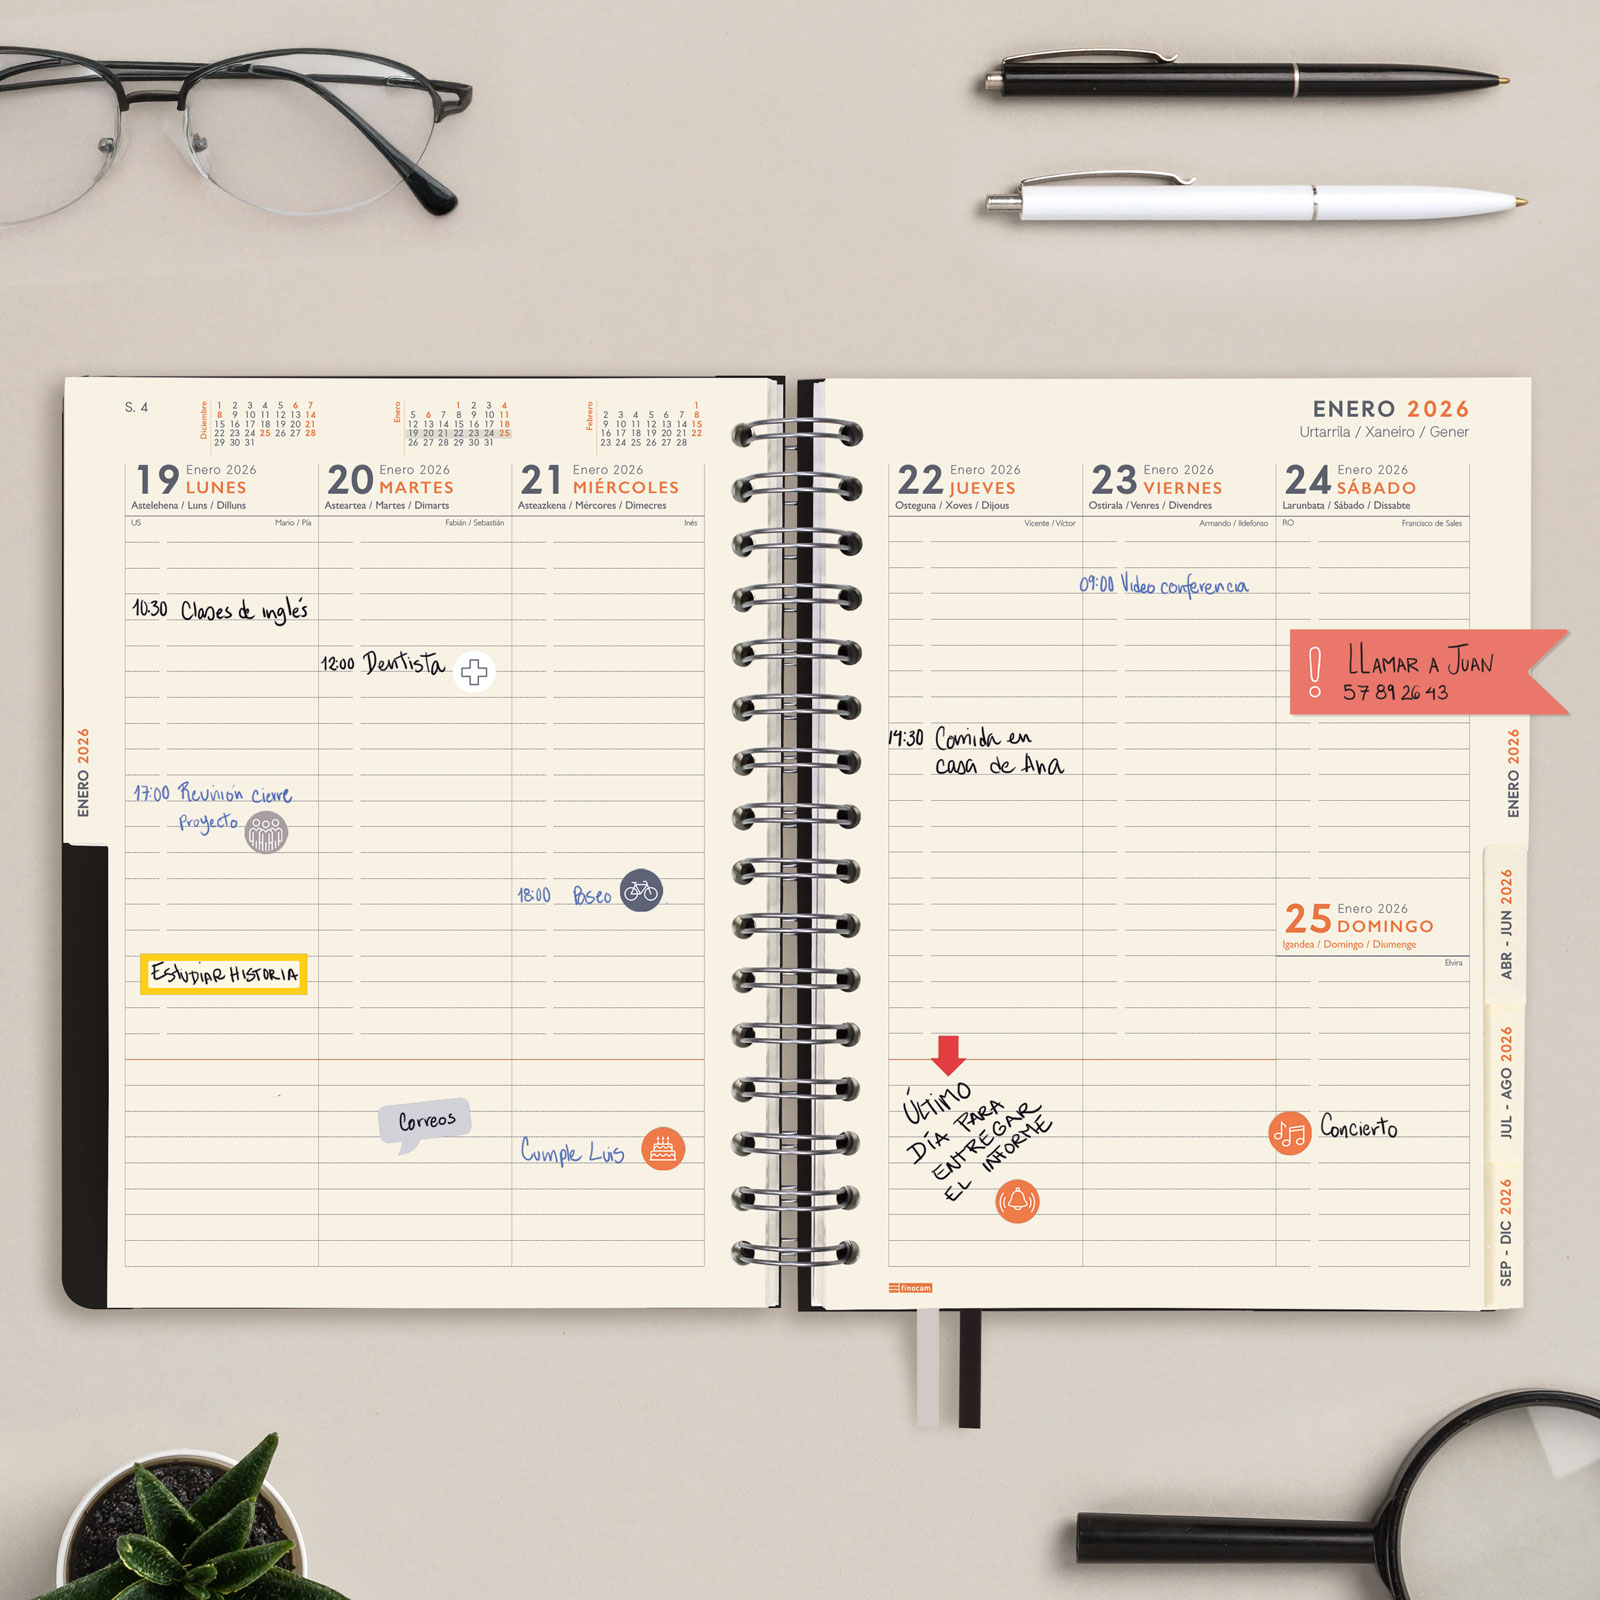 S. 4
Diciembre
1 2 3 4 5 6 7
8 9 10 11 12 13 14
15 16 17 18 19 20 21
22 23 24 25 26 27 28
29 30 31
Enero
1 2 3 4
5 6 7 8 9 10 11
12 13 14 15 16 17 18
19 20 21 22 23 24 25
26 27 28 29 30 31
Febrero
1
2 3 4 5 6 7 8
9 10 11 12 13 14 15
16 17 18 19 20 21 22
23 24 25 26 27 28
19 Enero 2026
LUNES
Astelehena / Luns / Dilluns
US Mario / Pía
10:30 Clases de inglés
17:00 Reunión cierre
proyecto
ESTUDIAR HISTORIA
20 Enero 2026
MARTES
Asteartea / Martes / Dimarts
Fabián / Sebastián
12:00 Dentista
Correos
21 Enero 2026
MIÉRCOLES
Asteazkena / Mércores / Dimecres
Inés
18:00 Paseo
Cumple Luis
ENERO 2026
ENERO 2026
Urtarrila / Xaneiro / Gener
22 Enero 2026
JUEVES
Osteguna / Xoves / Dijous
Vicente / Víctor
14:30 Comida en
casa de Ana
ÚLTIMO
DÍA PARA
ENTREGAR
EL INFORME
23 Enero 2026
VIERNES
Ostirala / Venres / Divendres
Armando / Ildefonso
09:00 Video conferencia
24 Enero 2026
SÁBADO
Larunbata / Sábado / Dissabte
RO Francisco de Sales
! LLAMAR A JUAN
57 89 26 43
25 Enero 2026
DOMINGO
Igandea / Domingo / Diumenge
Elvira
Concierto
ENERO 2026
ABR - JUN 2026
JUL - AGO 2026
SEP - DIC 2026
finocam